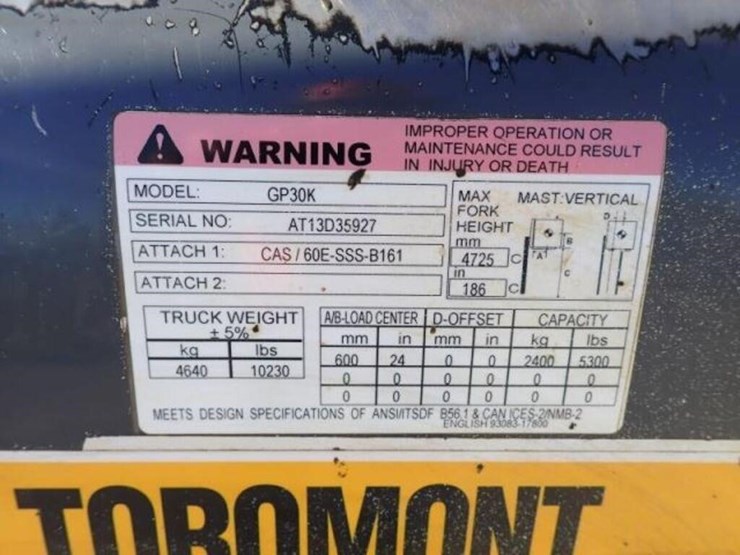 WARNING
IMPROPER OPERATION OR
MAINTENANCE COULD RESULT
IN INJURY OR DEATH
MODEL: GP30K
SERIAL NO: AT13D35927
ATTACH 1: CAS / 60E-SSS-B161
ATTACH 2:
MAX
FORK
HEIGHT
mm
4725 C
in
186 C
MAST:VERTICAL
D
B
A
C
TRUCK WEIGHT
± 5%
kg lbs
4640 10230
A/B-LOAD CENTER D-OFFSET CAPACITY
mm in mm in kg lbs
600 24 0 0 2400 5300
0 0 0 0 0 0
0 0 0 0 0 0
MEETS DESIGN SPECIFICATIONS OF ANSI/ITSDF B56.1 & CAN ICES-2/NMB-2
ENGLISH 93083-17800
TOROMONT